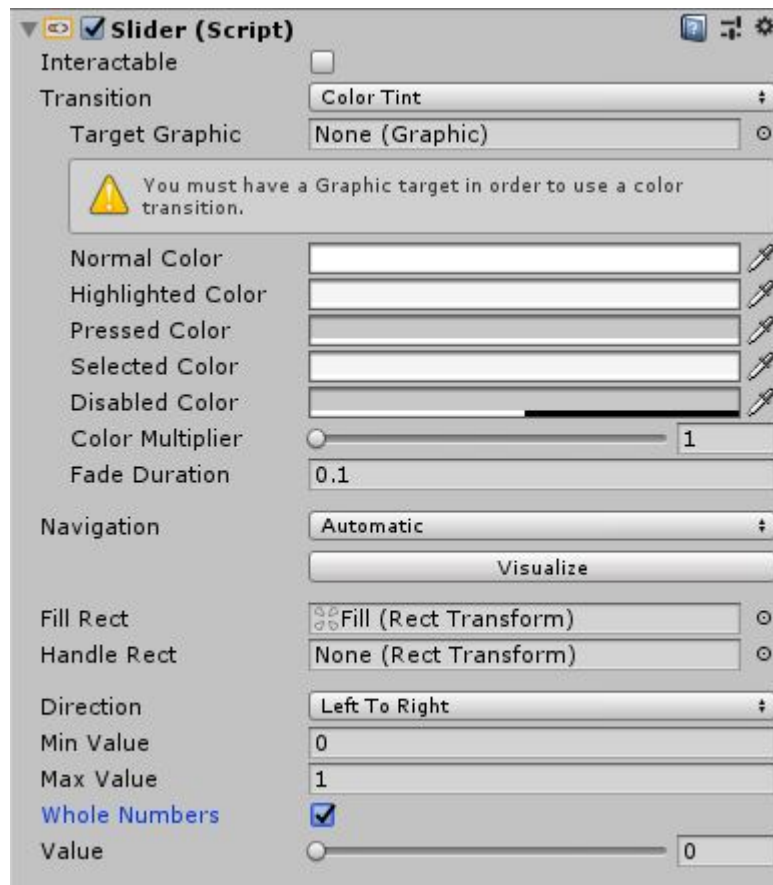 Slider (Script)
Interactable
Transition Color Tint
Target Graphic None (Graphic)
You must have a Graphic target in order to use a color
transition.
Normal Color
Highlighted Color
Pressed Color
Selected Color
Disabled Color
Color Multiplier 1
Fade Duration 0.1
Navigation Automatic
Visualize
Fill Rect Fill (Rect Transform)
Handle Rect None (Rect Transform)
Direction Left To Right
Min Value 0
Max Value 1
Whole Numbers
Value 0